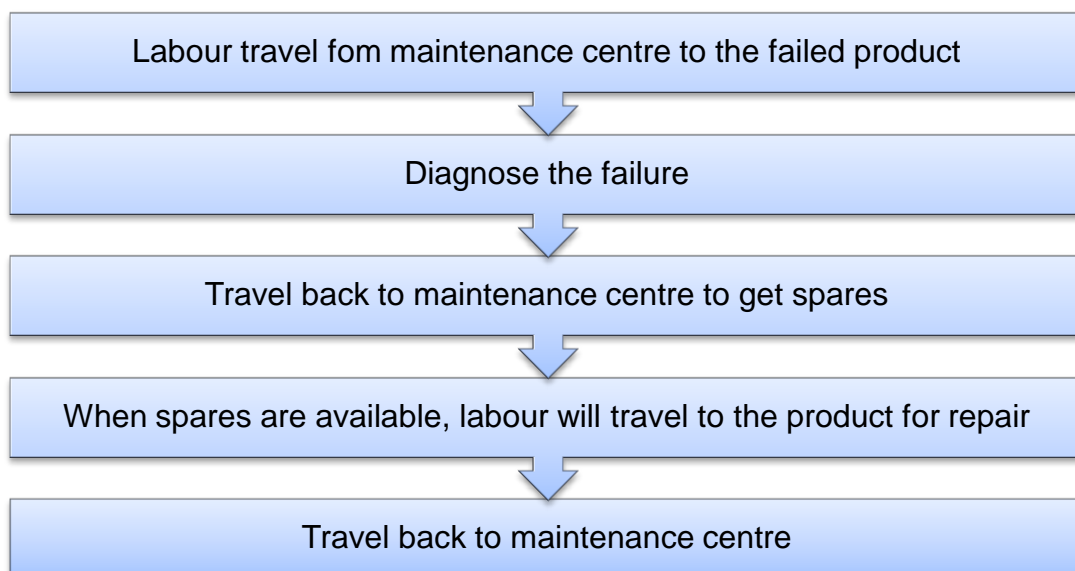 Labour travel fom maintenance centre to the failed product
Diagnose the failure
Travel back to maintenance centre to get spares
When spares are available, labour will travel to the product for repair
Travel back to maintenance centre